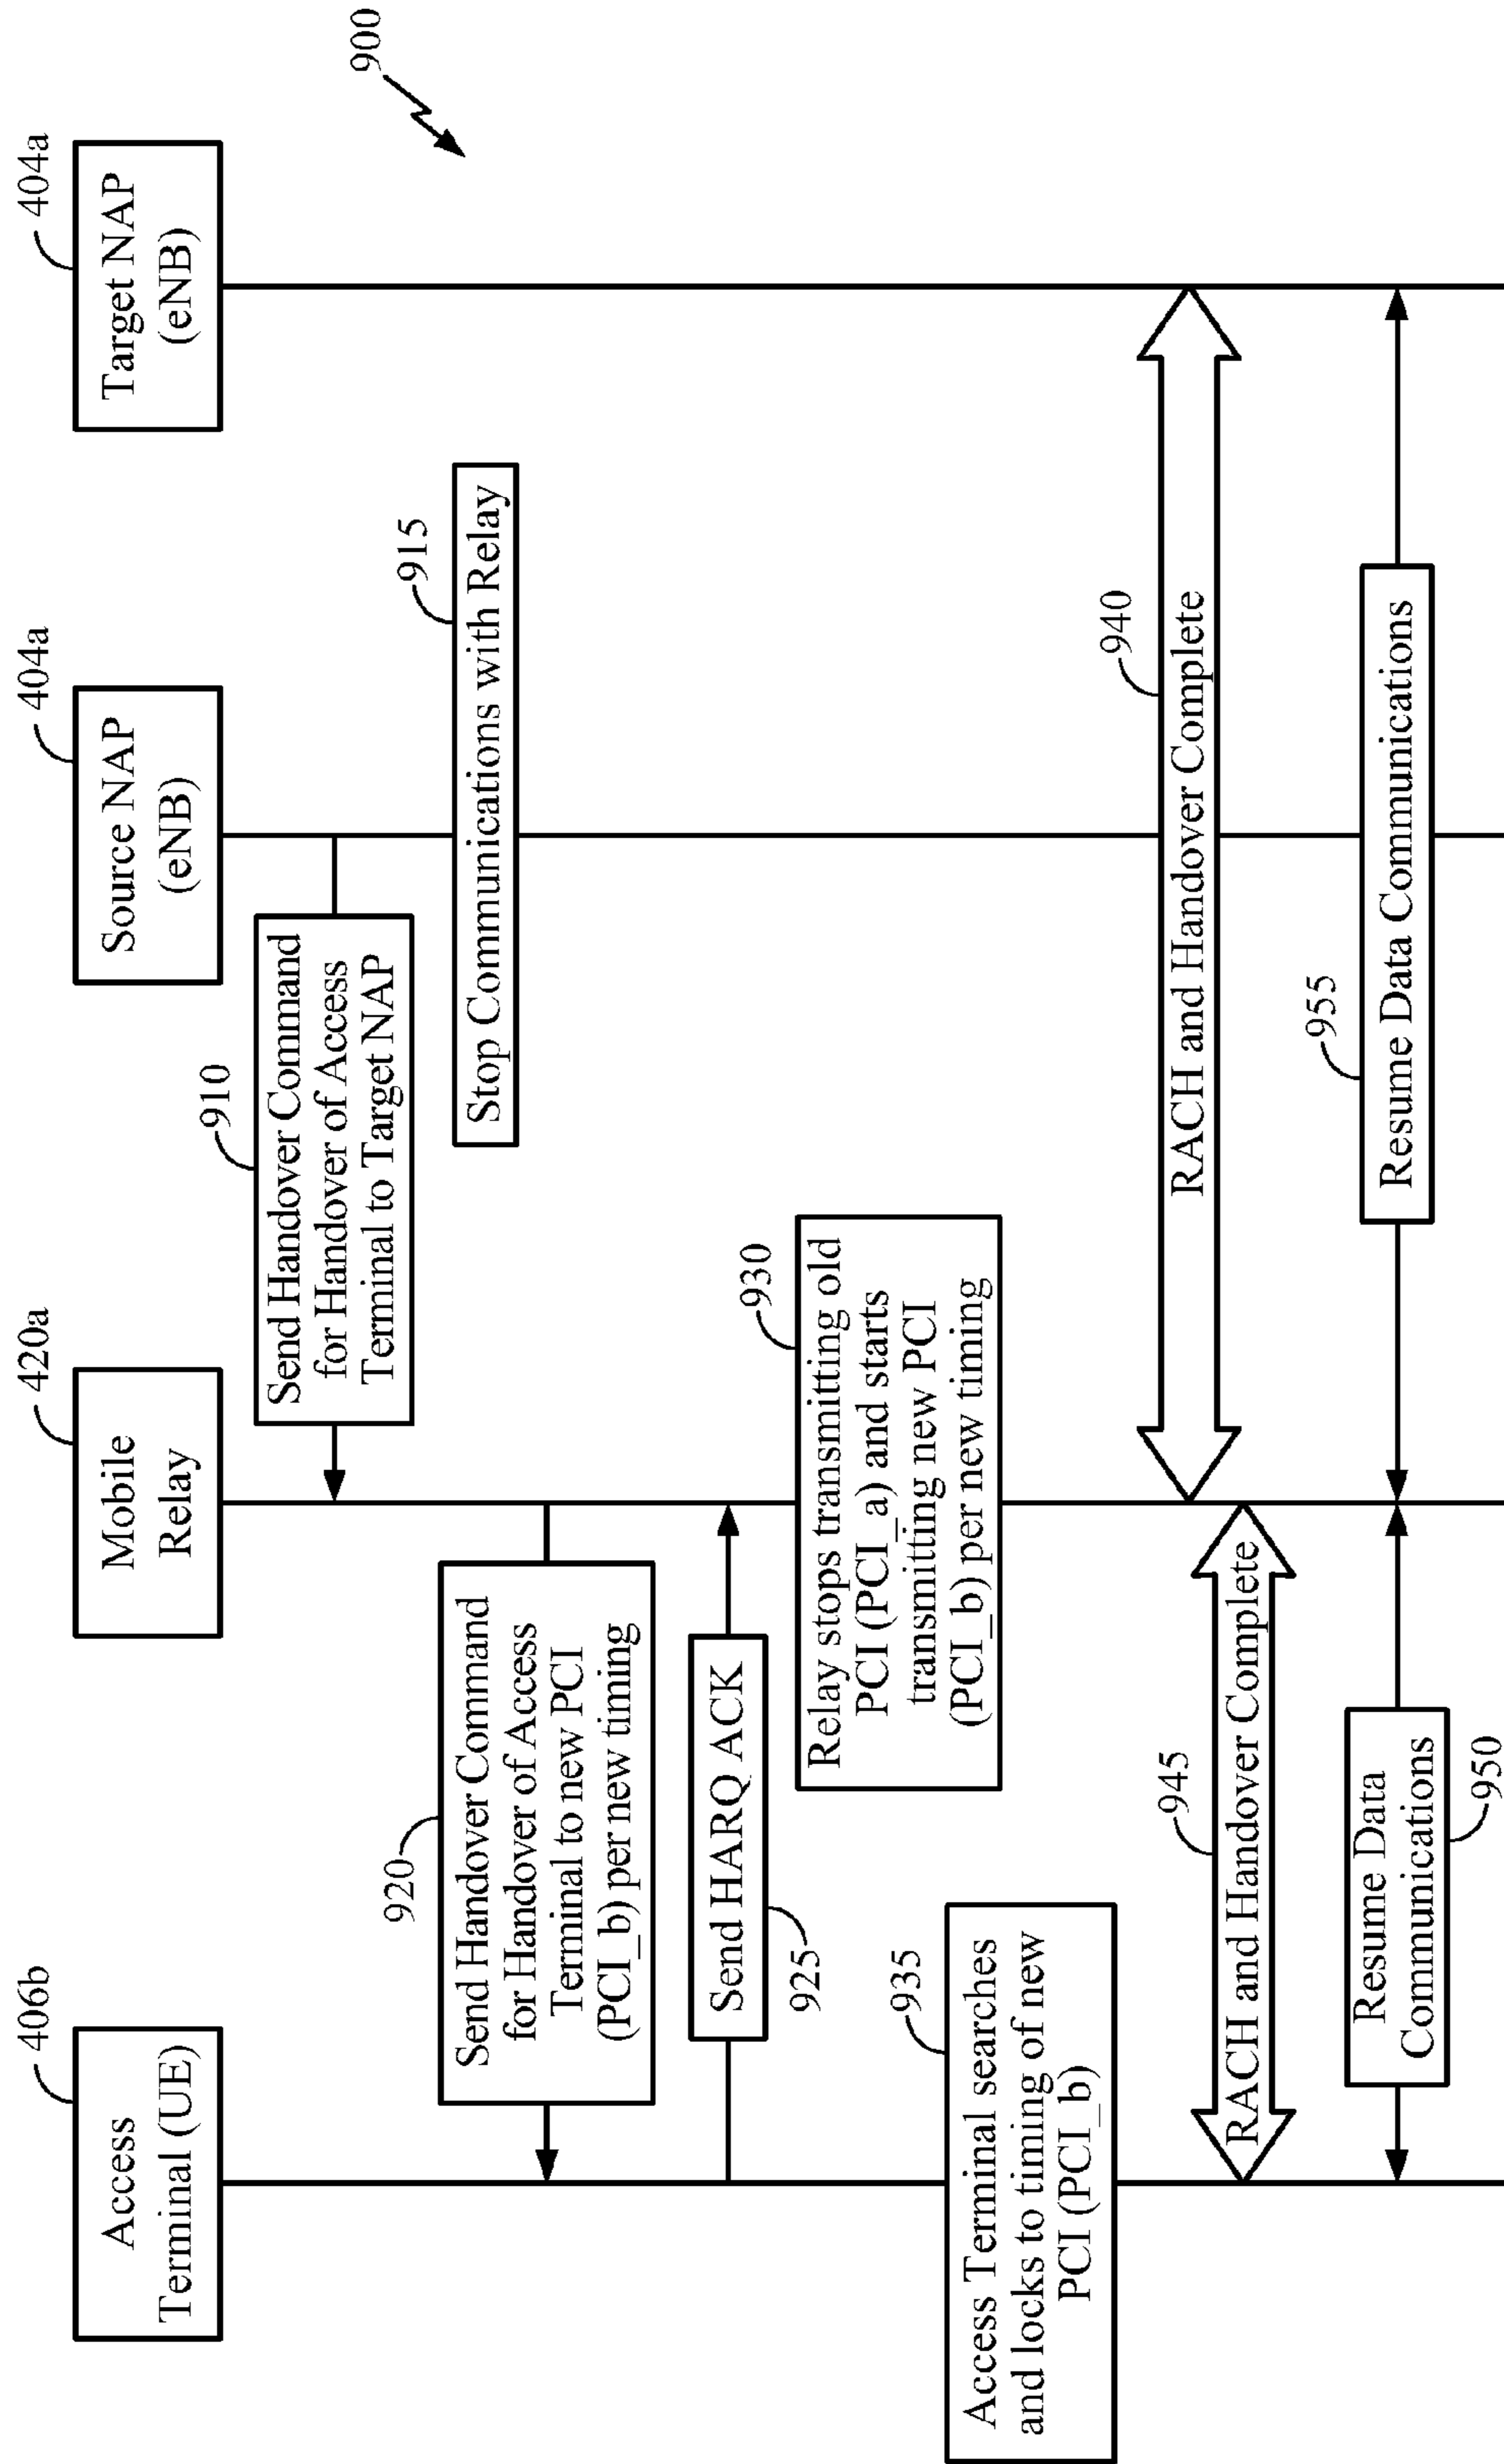 406b
Access
Terminal (UE)
420a
Mobile
Relay
404a
Source NAP
(eNB)
404a
Target NAP
(eNB)
900
910
Send Handover Command
for Handover of Access
Terminal to Target NAP
915
Stop Communications with Relay
920
Send Handover Command
for Handover of Access
Terminal to new PCI
(PCI_b) per new timing
Send HARQ ACK
925
930
Relay stops transmitting old
PCI (PCI_a) and starts
transmitting new PCI
(PCI_b) per new timing
935
Access Terminal searches
and locks to timing of new
PCI (PCI_b)
940
RACH and Handover Complete
945
RACH and Handover Complete
Resume Data
Communications
950
955
Resume Data Communications